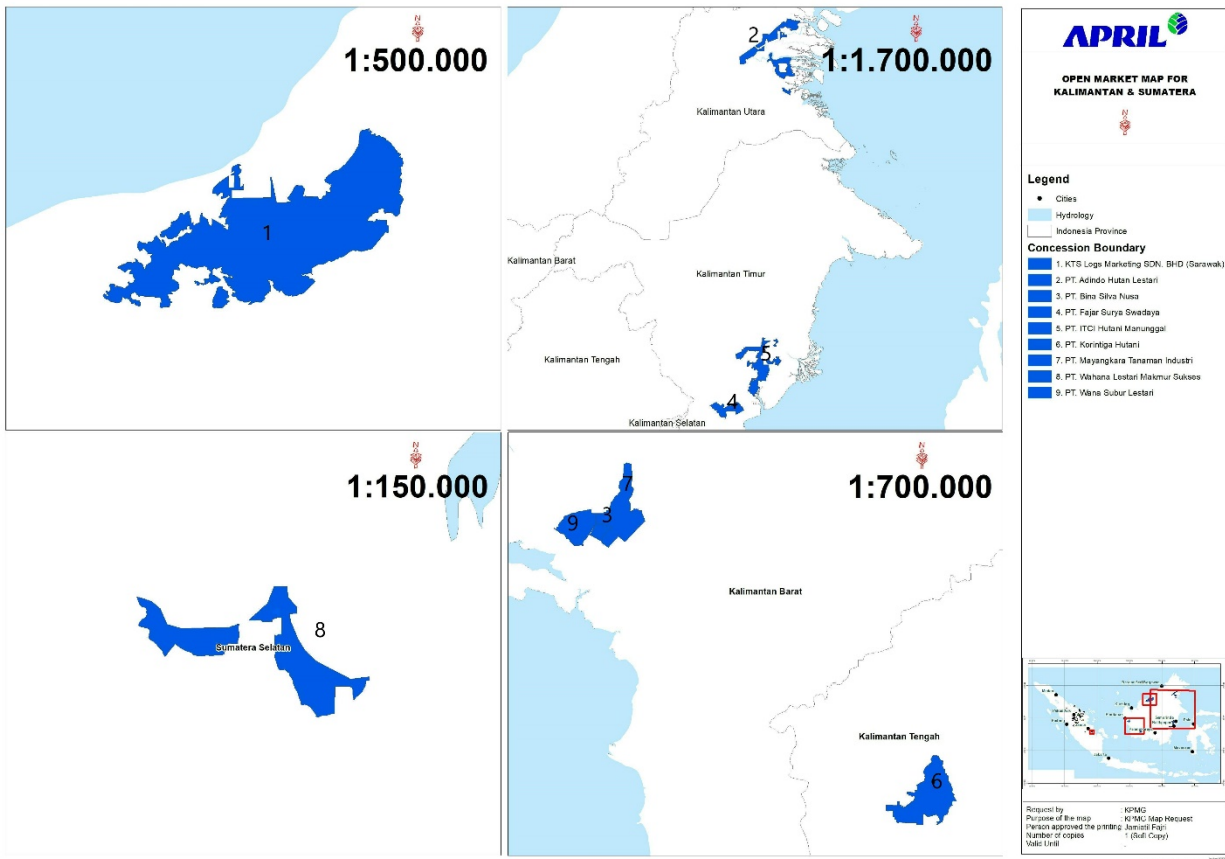 1:500.000
1
1:1.700.000
2
Kalimantan Utara
Kalimantan Barat
Kalimantan Timur
Kalimantan Tengah
5
4
Kalimantan Selatan
1:150.000
8
Sumatera Selatan
1:700.000
7
9
3
Kalimantan Barat
Kalimantan Tengah
6
APRIL
OPEN MARKET MAP FOR
KALIMANTAN & SUMATERA
Legend
Cities
Hydrology
Indonesia Province
Concession Boundary
1. KTS Logs Marketing SDN. BHD (Sarawak)
2. PT. Adindo Hutan Lestari
3. PT. Bina Silva Nusa
4. PT. Fajar Surya Swadaya
5. PT. ITCI Hutani Manunggal
6. PT. Korintiga Hutani
7. PT. Mayangkara Tanaman Industri
8. PT. Wahana Lestari Makmur Sukses
9. PT. Wana Subur Lestari
Request by : KPMG
Purpose of the map : KPMG Map Request
Person approved the printing : Jamiatil Fajri
Number of copies : 1 (Soft Copy)
Valid Until :